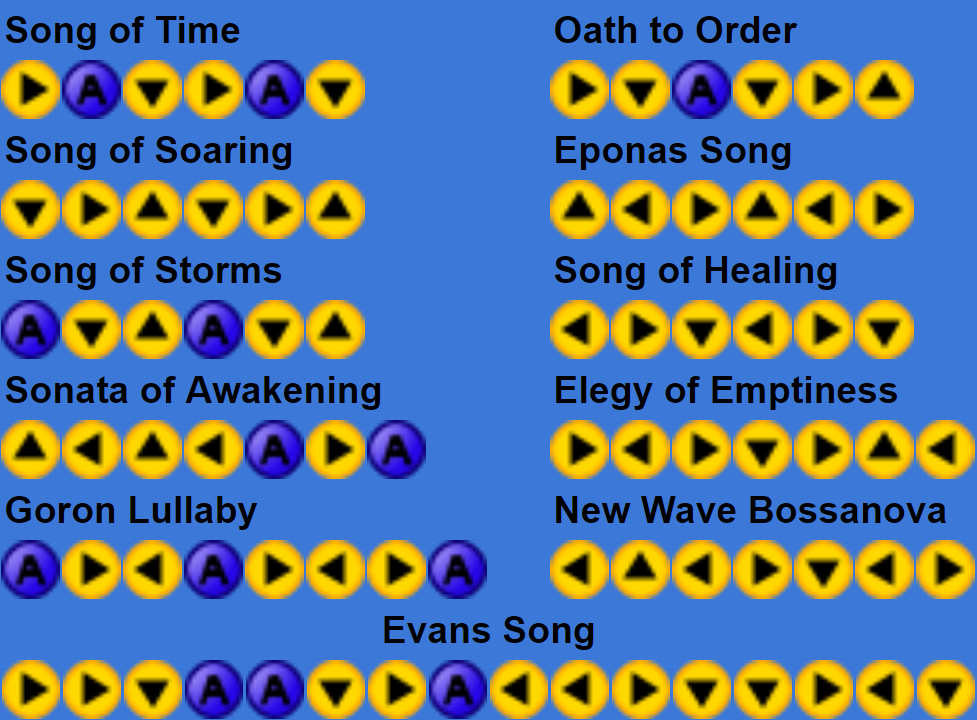 Song of Time Oath to Order
▶ A ▼ ▶ A ▼ ▶ ▼ A ▼ ▶ ▲
Song of Soaring Eponas Song
▼ ▶ ▲ ▼ ▶ ▲ ▲ ◀ ▶ ▲ ◀ ▶
Song of Storms Song of Healing
A ▼ ▲ A ▼ ▲ ◀ ▶ ▼ ◀ ▶ ▼
Sonata of Awakening Elegy of Emptiness
▲ ◀ ▲ ◀ A ▶ A ▶ ◀ ▶ ▼ ▶ ▲ ◀
Goron Lullaby New Wave Bossanova
A ▶ ◀ A ▶ ◀ ▶ A ◀ ▲ ◀ ▶ ▼ ◀ ▶
Evans Song
▶ ▶ ▼ A A ▼ ▶ A ◀ ◀ ▶ ▼ ▼ ▶ ◀ ▼